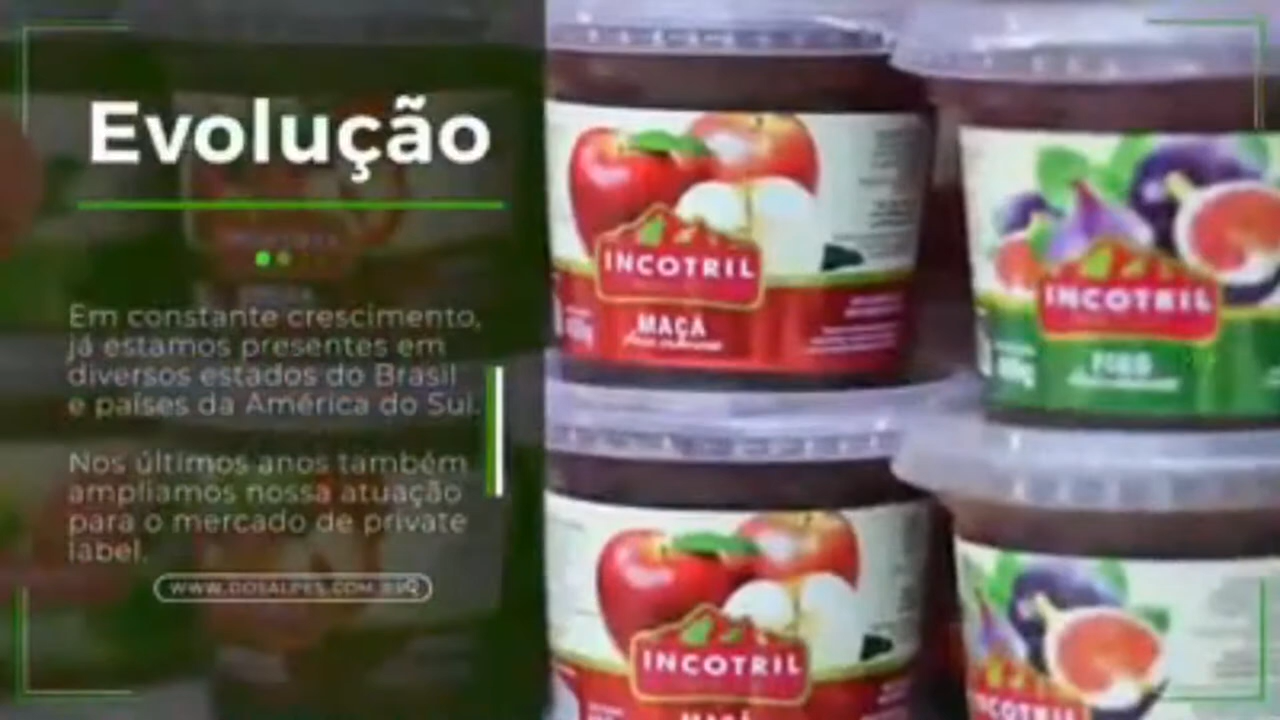 Evolução
Em constante crescimento,
já estamos presentes em
diversos estados do Brasil
e países da América do Sul.
Nos últimos anos também
ampliamos nossa atuação
para o mercado de private
label.
WWW.DOSALPES.COM.BR
INCOTRIL
MAÇÃ
INCOTRIL
FIGO
INCOTRIL
MAÇÃ
INCOTRIL